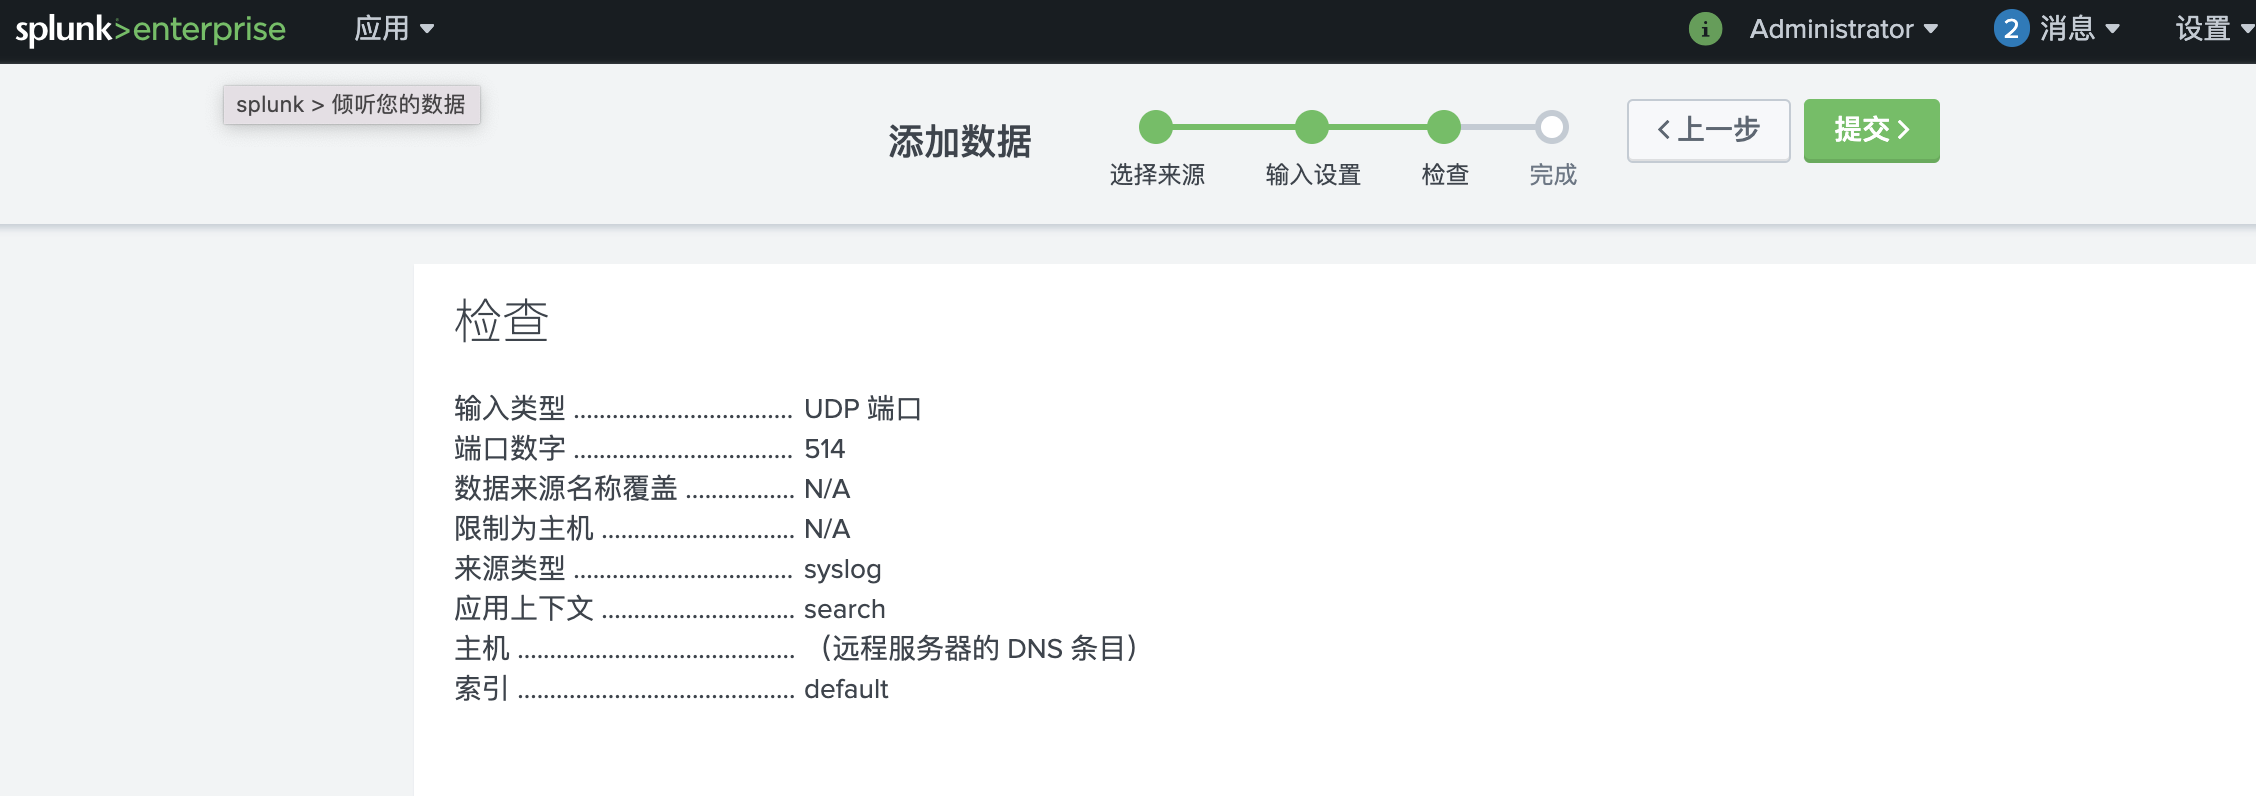 splunk>enterprise 应用 i Administrator 2 消息 设置
splunk > 倾听您的数据
添加数据
选择来源 输入设置 检查 完成
上一步 提交
检查
输入类型 .................................. UDP 端口
端口数字 .................................. 514
数据来源名称覆盖 ................. N/A
限制为主机 .............................. N/A
来源类型 .................................. syslog
应用上下文 .............................. search
主机 ........................................... （远程服务器的 DNS 条目）
索引 ........................................... default